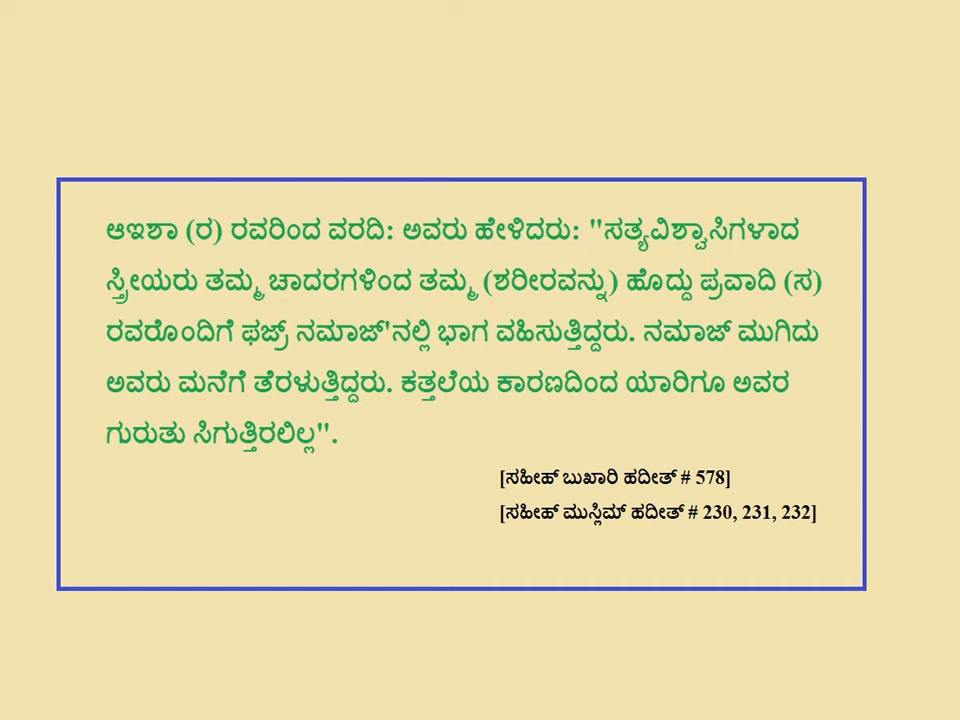 ಆಇಶಾ (ರ) ರವರಿಂದ ವರದಿ: ಅವರು ಹೇಳಿದರು: "ಸತ್ಯವಿಶ್ವಾಸಿಗಳಾದ
ಸ್ತ್ರೀಯರು ತಮ್ಮ ಚಾದರಗಳಿಂದ ತಮ್ಮ (ಶರೀರವನ್ನು) ಹೊದ್ದು ಪ್ರವಾದಿ (ಸ)
ರವರೊಂದಿಗೆ ಫಜ್ರ್ ನಮಾಜ್'ನಲ್ಲಿ ಭಾಗ ವಹಿಸುತ್ತಿದ್ದರು. ನಮಾಜ್ ಮುಗಿದು
ಅವರು ಮನೆಗೆ ತೆರಳುತ್ತಿದ್ದರು. ಕತ್ತಲೆಯ ಕಾರಣದಿಂದ ಯಾರಿಗೂ ಅವರ
ಗುರುತು ಸಿಗುತ್ತಿರಲಿಲ್ಲ".
[ಸಹೀಹ್ ಬುಖಾರಿ ಹದೀತ್ # 578]
[ಸಹೀಹ್ ಮುಸ್ಲಿಮ್ ಹದೀತ್ # 230, 231, 232]